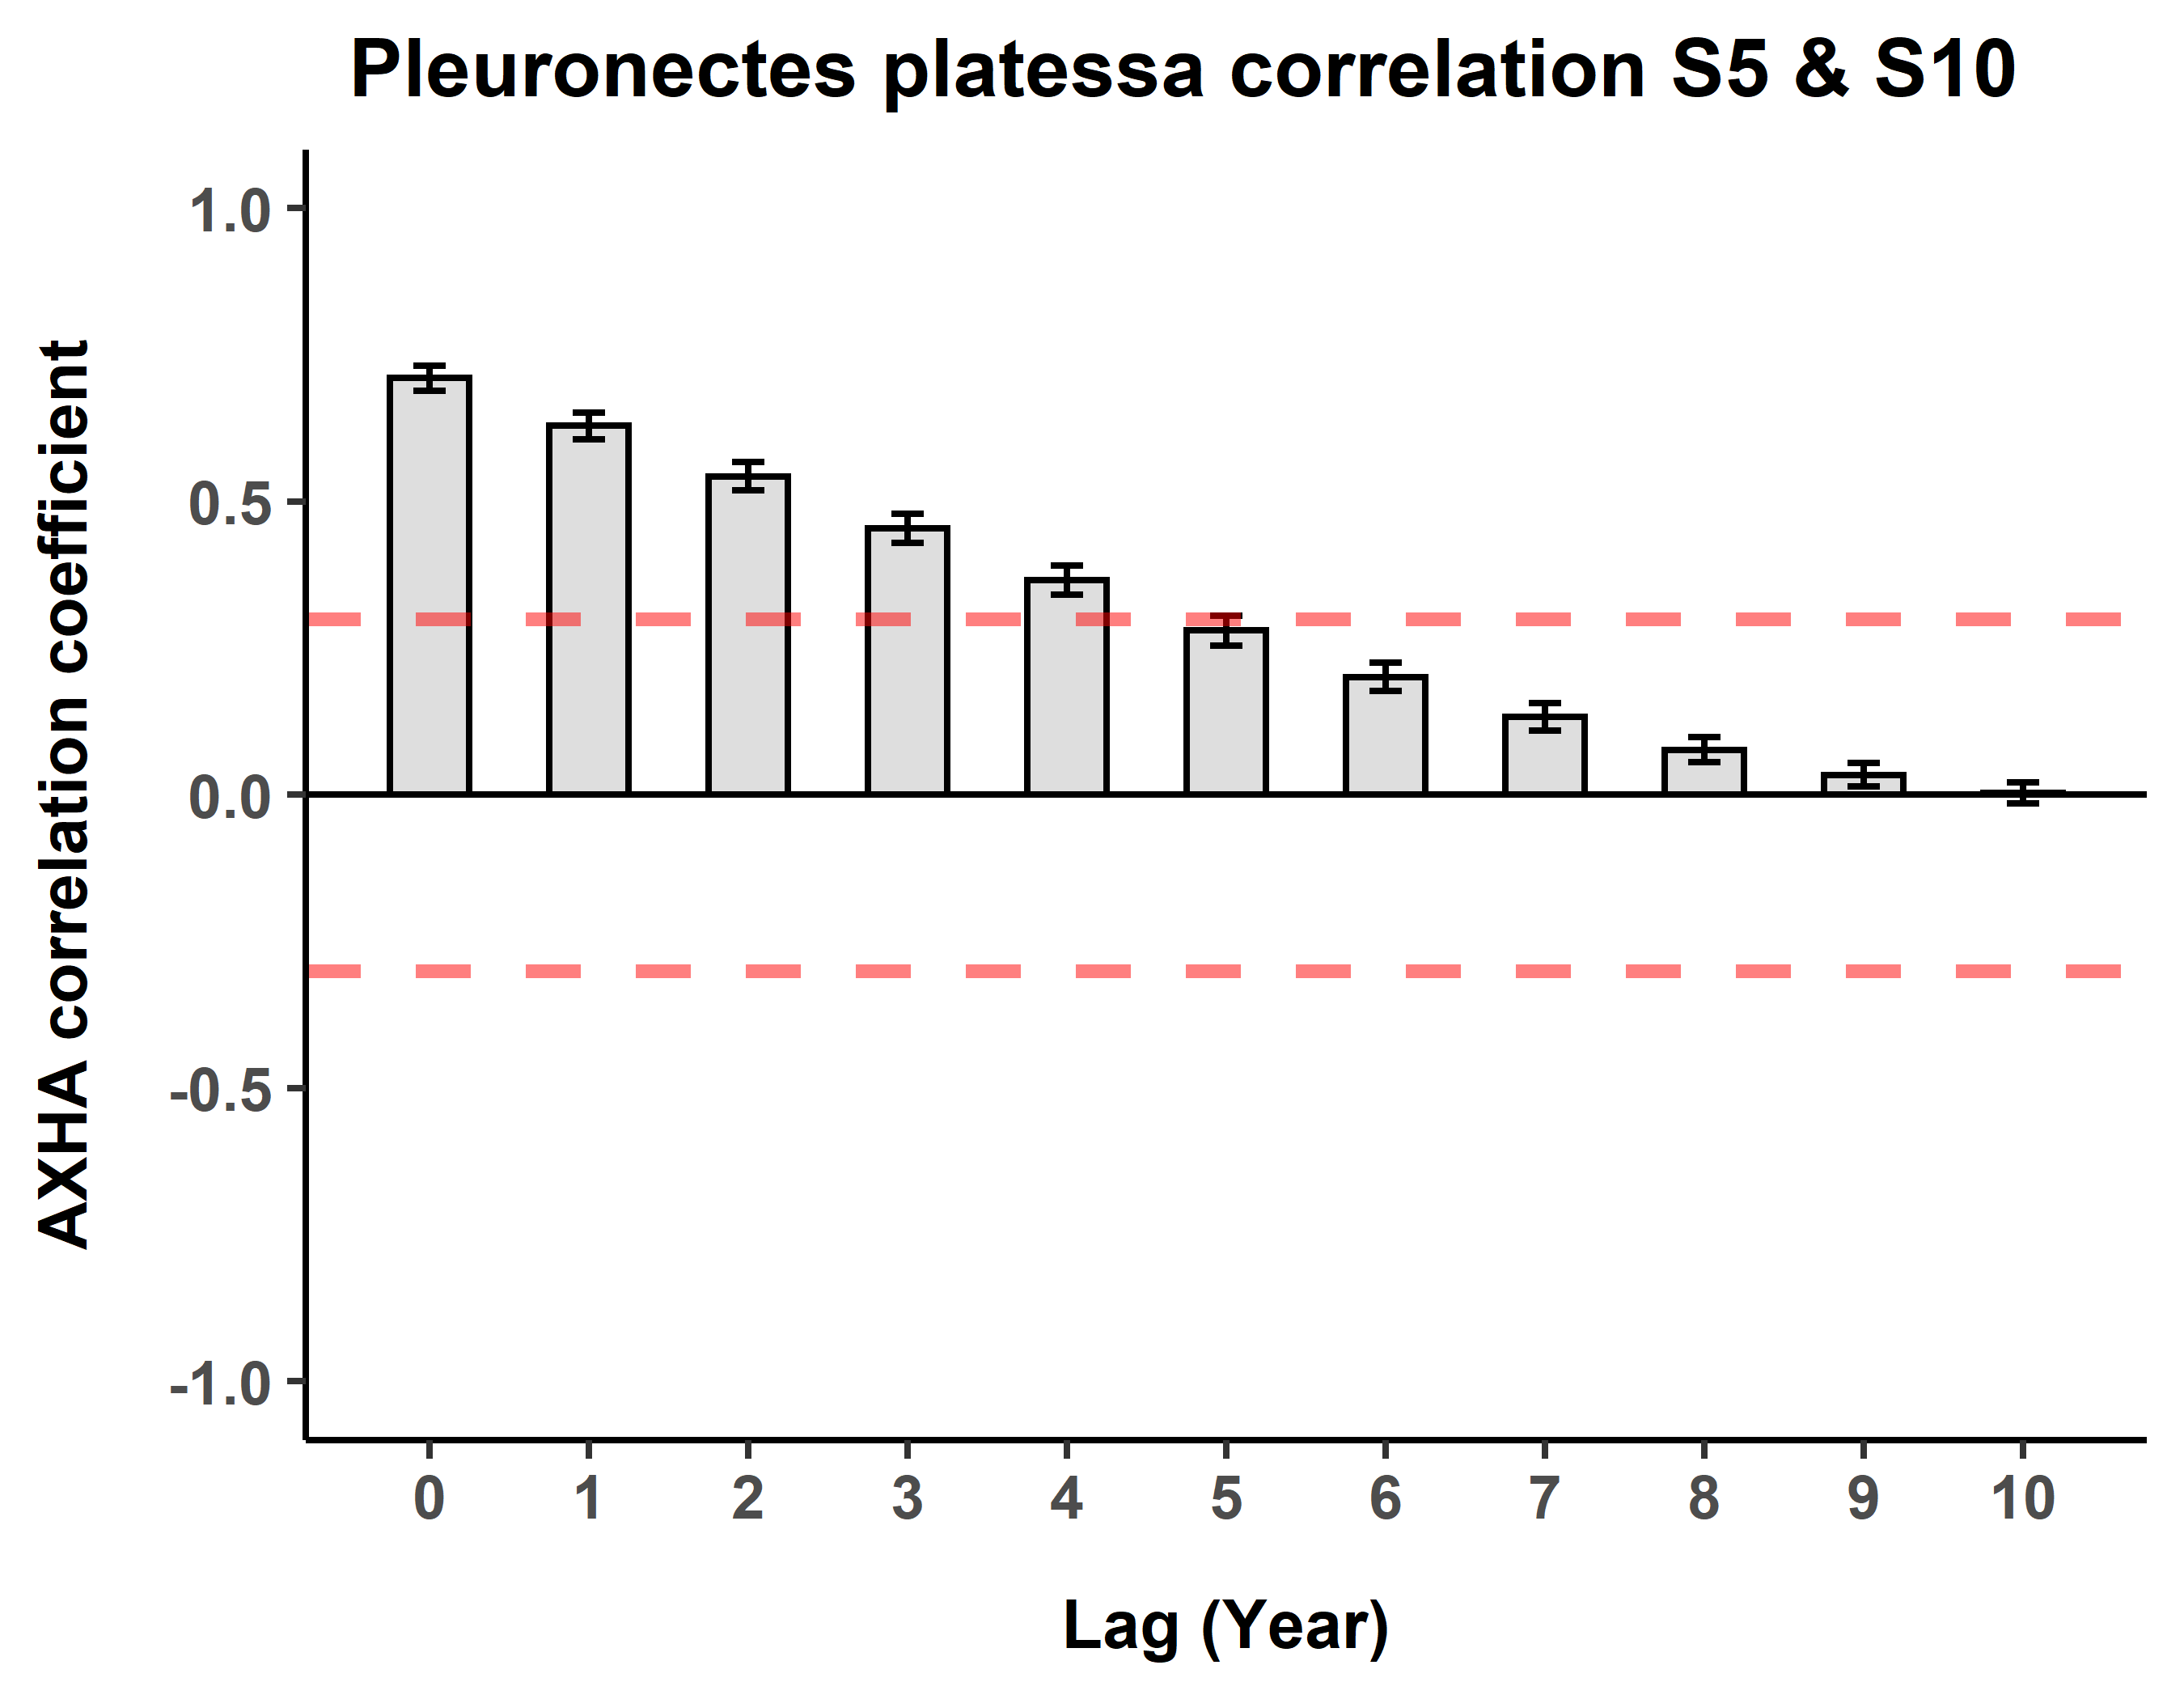 Pleuronectes platessa correlation S5 & S10
AXHA correlation coefficient
1.0
0.5
0.0
-0.5
-1.0
0 1 2 3 4 5 6 7 8 9 10
Lag (Year)